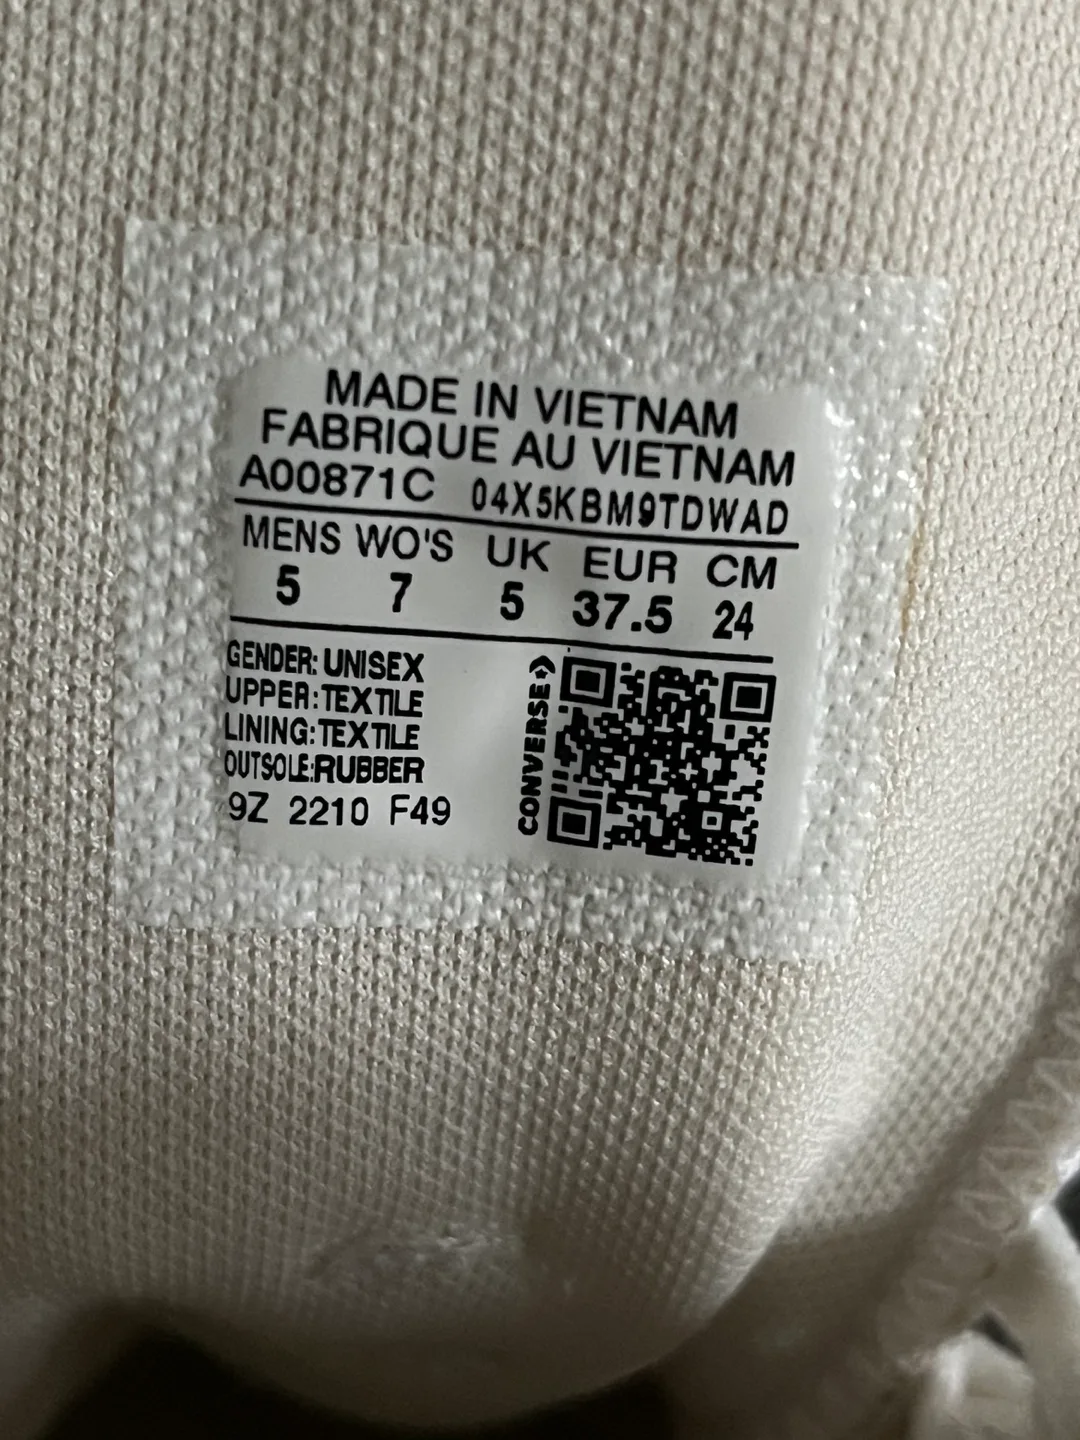 MADE IN VIETNAM
FABRIQUE AU VIETNAM
A00871C 04X5KBM9TDWAD
MENS WO'S UK EUR CM
5 7 5 37.5 24
GENDER: UNISEX
UPPER: TEXTILE
LINING: TEXTILE
OUTSOLE:RUBBER
9Z 2210 F49
CONVERSE